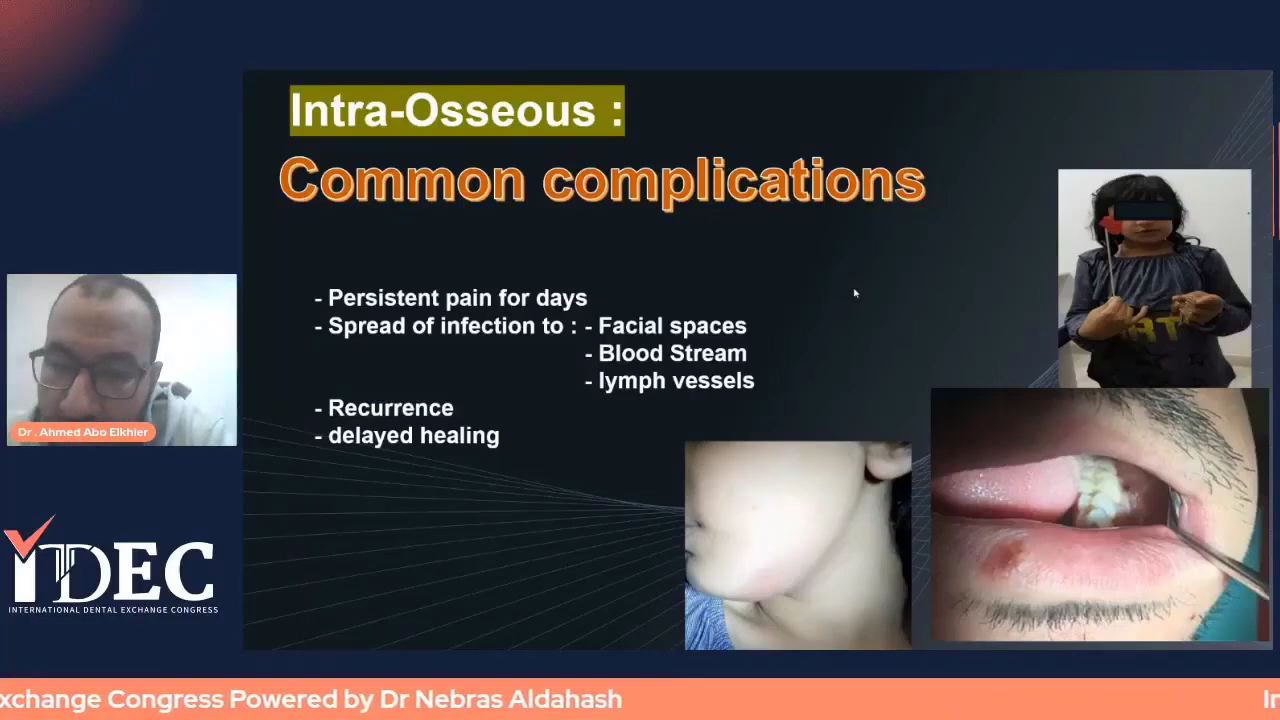 Intra-Osseous :
Common complications
- Persistent pain for days
- Spread of infection to : - Facial spaces
- Blood Stream
- lymph vessels
- Recurrence
- delayed healing
Dr . Ahmed Abo Elkhier
IDEC
INTERNATIONAL DENTAL EXCHANGE CONGRESS
xchange Congress Powered by Dr Nebras Aldahash
In